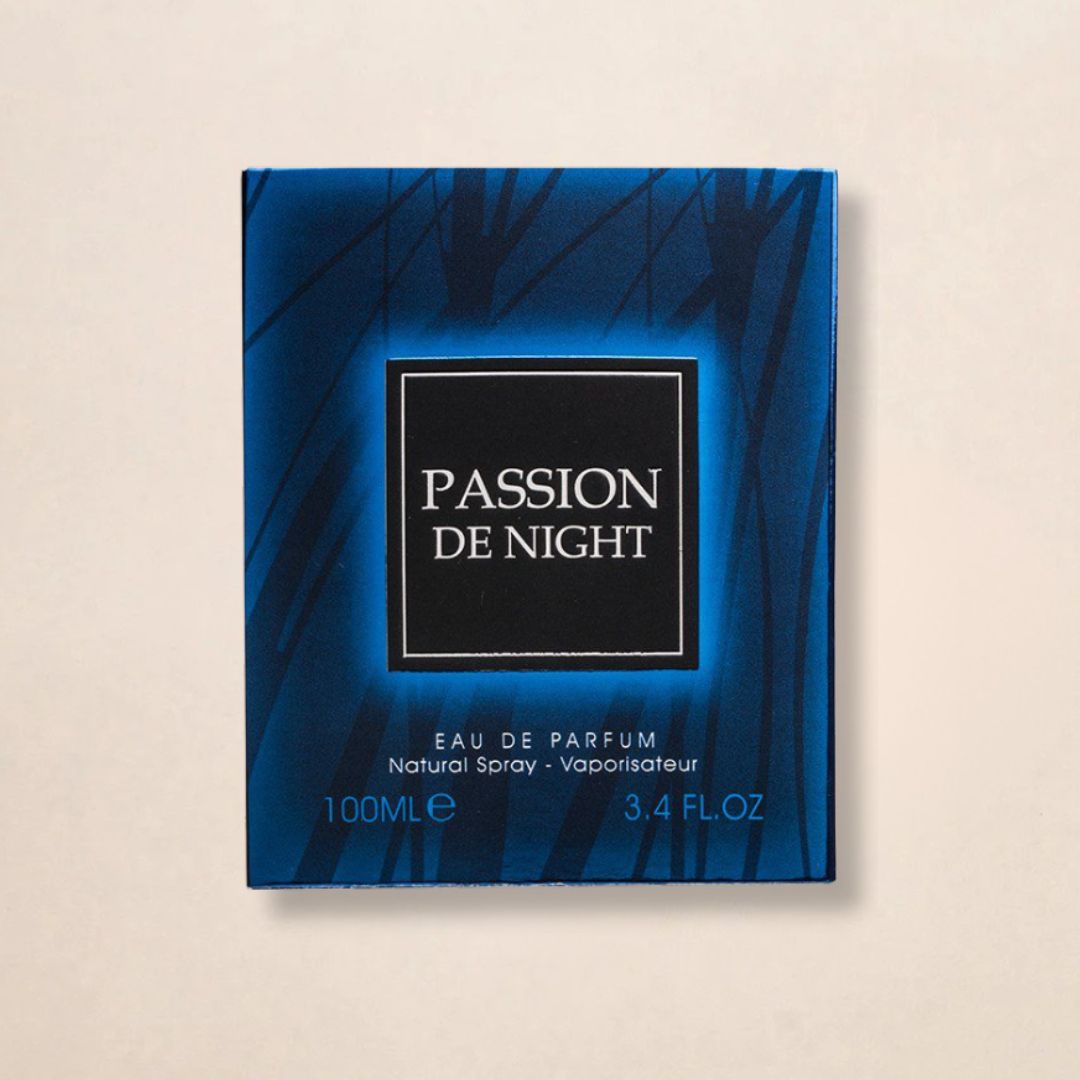 PASSION
DE NIGHT
EAU DE PARFUM
Natural Spray - Vaporisateur
100ML e 3.4 FL.OZ